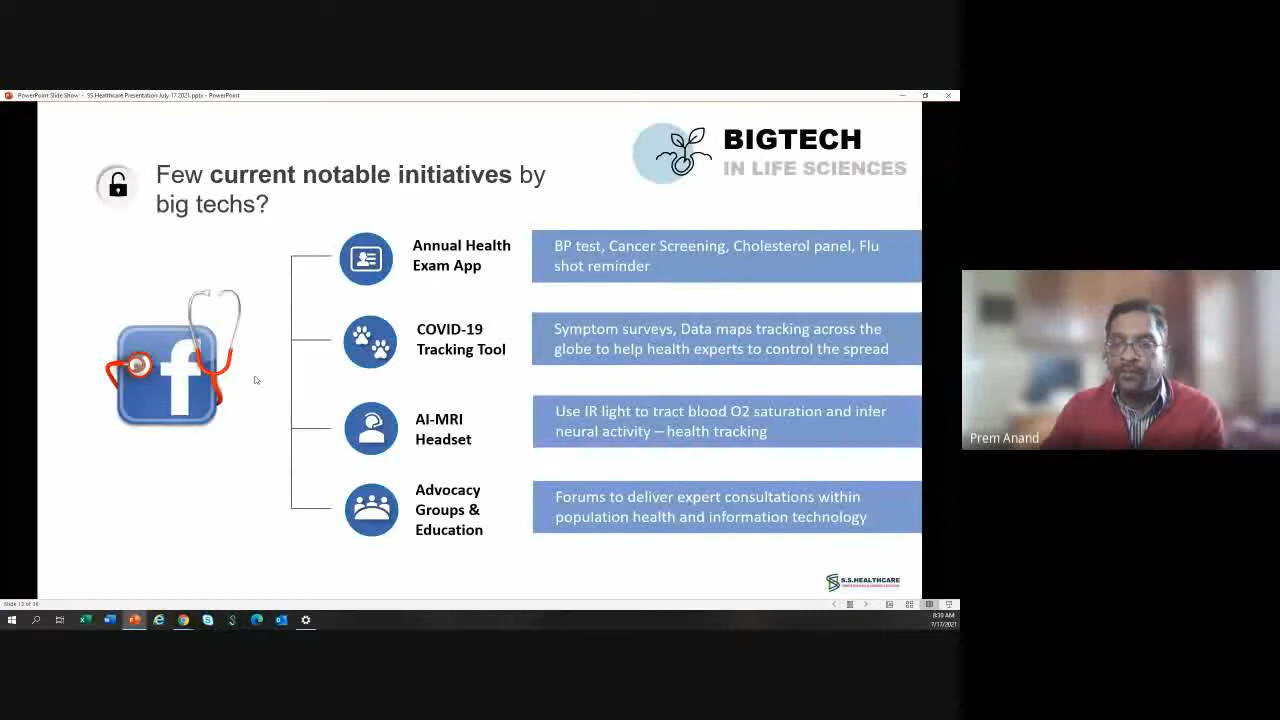 PowerPoint Slide Show - SS Healthcare Presentation July 17 2021.pptx - PowerPoint
BIGTECH
IN LIFE SCIENCES
Few current notable initiatives by
big techs?
Annual Health
Exam App
BP test, Cancer Screening, Cholesterol panel, Flu
shot reminder
COVID-19
Tracking Tool
Symptom surveys, Data maps tracking across the
globe to help health experts to control the spread
f
AI-MRI
Headset
Use IR light to tract blood O2 saturation and infer
neural activity – health tracking
Advocacy
Groups &
Education
Forums to deliver expert consultations within
population health and information technology
S.S.HEALTHCARE
Prem Anand
8:39 AM
7/17/2021